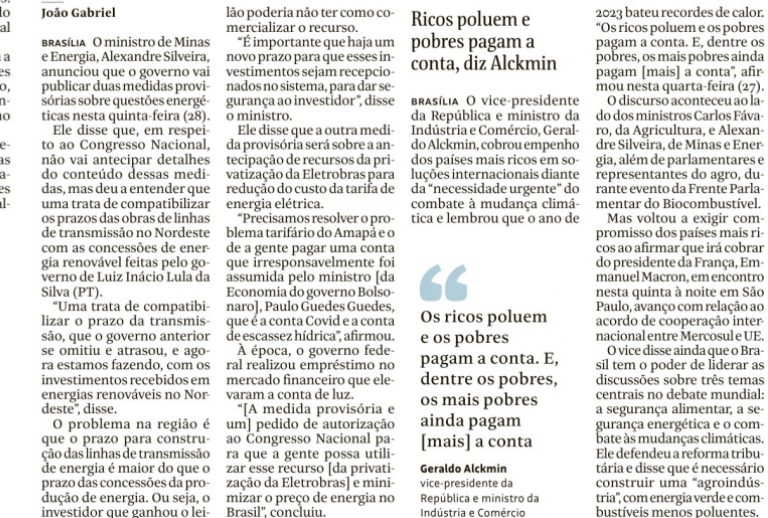 João Gabriel
BRASÍLIA O ministro de Minas
e Energia, Alexandre Silveira,
anunciou que o governo vai
publicar duas medidas provi-
sórias sobre questões energé-
ticas nesta quinta-feira (28).
Ele disse que, em respei-
to ao Congresso Nacional,
não vai antecipar detalhes
do conteúdo dessas medi-
das, mas deu a entender que
uma trata de compatibilizar
os prazos das obras de linhas
de transmissão no Nordeste
com as concessões de ener-
gia renovável feitas pelo go-
verno de Luiz Inácio Lula da
Silva (PT).
“Uma trata de compatibi-
lizar o prazo da transmis-
são, que o governo anterior
se omitiu e atrasou, e ago-
ra estamos fazendo, com os
investimentos recebidos em
energias renováveis no Nor-
deste”, disse.
O problema na região é
que o prazo para constru-
ção das linhas de transmissão
de energia é maior do que o
prazo das concessões da pro-
dução de energia. Ou seja, o
investidor que ganhou o lei-
lão poderia não ter como co-
mercializar o recurso.
“É importante que haja um
novo prazo para que esses in-
vestimentos sejam recepcio-
nados no sistema, para dar se-
gurança ao investidor”, disse
o ministro.
Ele disse que a outra medi-
da provisória será sobre a an-
tecipação de recursos da pri-
vatização da Eletrobras para
redução do custo da tarifa de
energia elétrica.
“Precisamos resolver o pro-
blema tarifário do Amapá e o
de a gente pagar uma conta
que irresponsavelmente foi
assumida pelo ministro [da
Economia do governo Bolso-
naro], Paulo Guedes Guedes,
que é a conta Covid e a conta
de escassez hídrica”, afirmou.
À época, o governo fede-
ral realizou empréstimo no
mercado financeiro que ele-
varam a conta de luz.
“[A medida provisória e
um] pedido de autorização
ao Congresso Nacional pa-
ra que a gente possa utili-
zar esse recurso [da privati-
zação da Eletrobras] e mini-
mizar o preço de energia no
Brasil”, concluiu.
Ricos poluem e
pobres pagam a
conta, diz Alckmin
BRASÍLIA O vice-presidente
da República e ministro da
Indústria e Comércio, Geral-
do Alckmin, cobrou empenho
dos países mais ricos em so-
luções internacionais diante
da “necessidade urgente” do
combate à mudança climá-
tica e lembrou que o ano de
“
Os ricos poluem
e os pobres
pagam a conta. E,
dentre os pobres,
os mais pobres
ainda pagam
[mais] a conta
Geraldo Alckmin
vice-presidente da
República e ministro da
Indústria e Comércio
2023 bateu recordes de calor.
“Os ricos poluem e os pobres
pagam a conta. E, dentre os
pobres, os mais pobres ainda
pagam [mais] a conta”, afir-
mou nesta quarta-feira (27).
O discurso aconteceu ao la-
do dos ministros Carlos Fáva-
ro, da Agricultura, e Alexan-
dre Silveira, de Minas e Ener-
gia, além de parlamentares e
representantes do agro, du-
rante evento da Frente Parla-
mentar do Biocombustível.
Mas voltou a exigir com-
promisso dos países mais ri-
cos ao afirmar que irá cobrar
do presidente da França, Em-
manuel Macron, em encontro
nesta quinta à noite em São
Paulo, avanço com relação ao
acordo de cooperação inter-
nacional entre Mercosul e UE.
O vice disse ainda que o Bra-
sil tem o poder de liderar as
discussões sobre três temas
centrais no debate mundial:
a segurança alimentar, a se-
gurança energética e o com-
bate às mudanças climáticas.
Ele defendeu a reforma tribu-
tária e disse que é necessário
construir uma “agroindús-
tria”, com energia verde e com-
bustíveis menos poluentes.